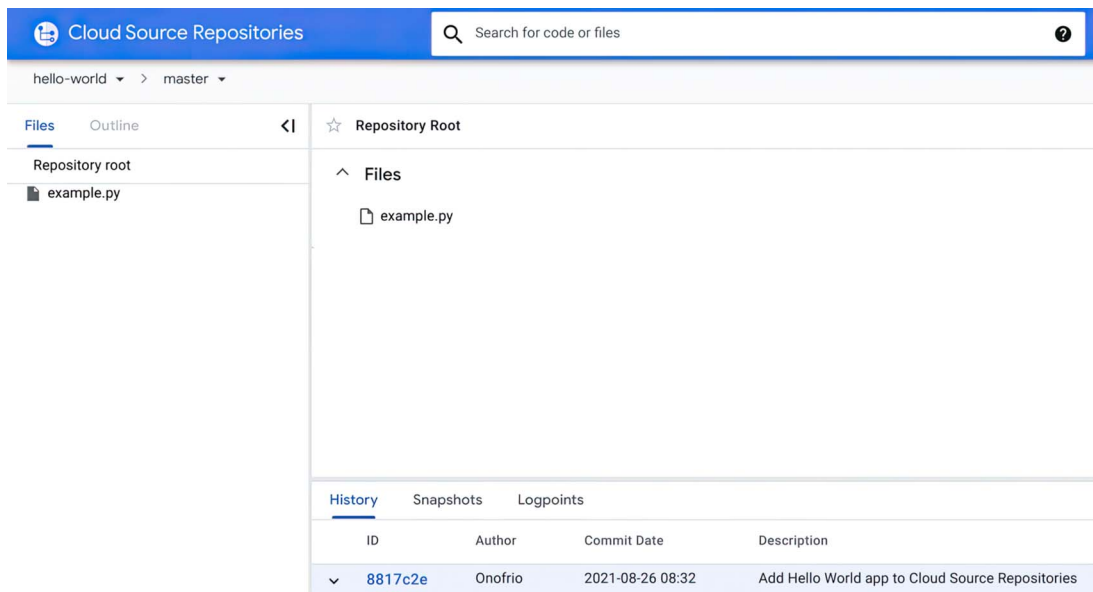 Cloud Source Repositories
Search for code or files
hello-world > master
Files Outline
Repository Root
Repository root
Files
example.py
example.py
History Snapshots Logpoints
ID Author Commit Date Description
8817c2e Onofrio 2021-08-26 08:32 Add Hello World app to Cloud Source Repositories